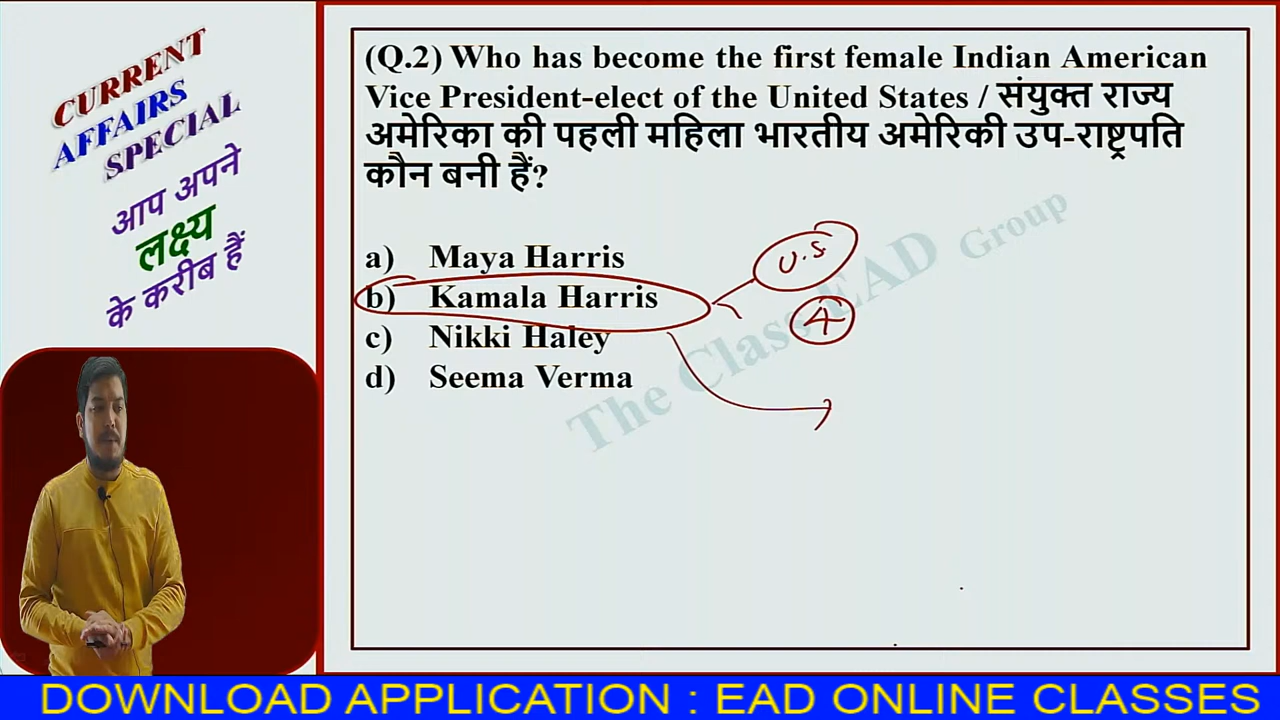 CURRENT
AFFAIRS
SPECIAL
आप अपने
लक्ष्य
के करीब हैं
(Q.2) Who has become the first female Indian American
Vice President-elect of the United States / संयुक्त राज्य
अमेरिका की पहली महिला भारतीय अमेरिकी उप-राष्ट्रपति
कौन बनी हैं?
a) Maya Harris
b) Kamala Harris
c) Nikki Haley
d) Seema Verma
U.S.
The Class EAD Group
DOWNLOAD APPLICATION : EAD ONLINE CLASSES